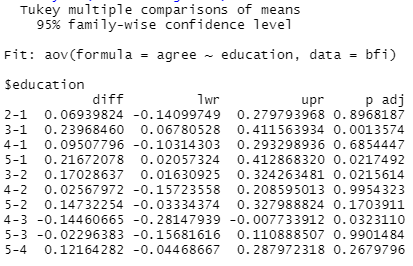 Tukey multiple comparisons of means
95% family-wise confidence level
Fit: aov(formula = agree ~ education, data = bfi)
$education
diff lwr upr p adj
2-1 0.06939824 -0.14099749 0.279793968 0.8968187
3-1 0.23968460 0.06780528 0.411563934 0.0013574
4-1 0.09507796 -0.10314303 0.293298936 0.6854447
5-1 0.21672078 0.02057324 0.412868320 0.0217492
3-2 0.17028637 0.01630925 0.324263481 0.0215614
4-2 0.02567972 -0.15723558 0.208595013 0.9954323
5-2 0.14732254 -0.03334374 0.327988824 0.1703911
4-3 -0.14460665 -0.28147939 -0.007733912 0.0323110
5-3 -0.02296383 -0.15681616 0.110888507 0.9901484
5-4 0.12164282 -0.04468667 0.287972318 0.2679796